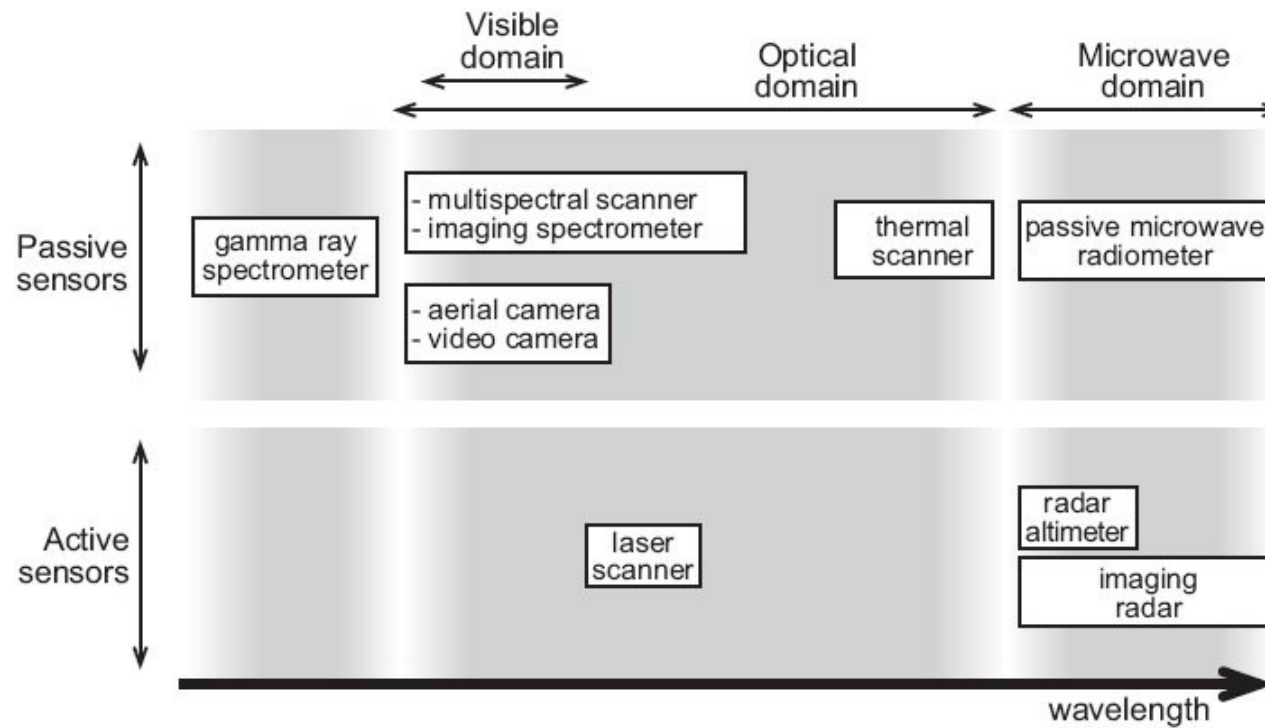 Visible
domain
Optical
domain
Microwave
domain
Passive
sensors
gamma ray
spectrometer
- multispectral scanner
- imaging spectrometer
- aerial camera
- video camera
thermal
scanner
passive microwave
radiometer
Active
sensors
laser
scanner
radar
altimeter
imaging
radar
wavelength